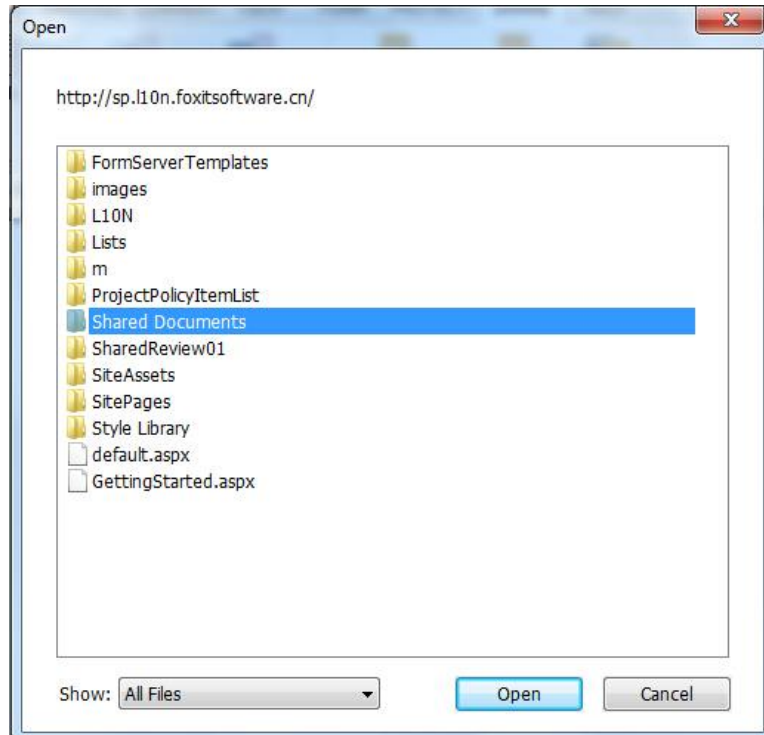 Open
http://sp.l10n.foxitsoftware.cn/
FormServerTemplates
images
L10N
Lists
m
ProjectPolicyItemList
Shared Documents
SharedReview01
SiteAssets
SitePages
Style Library
default.aspx
GettingStarted.aspx
Show: All Files Open Cancel